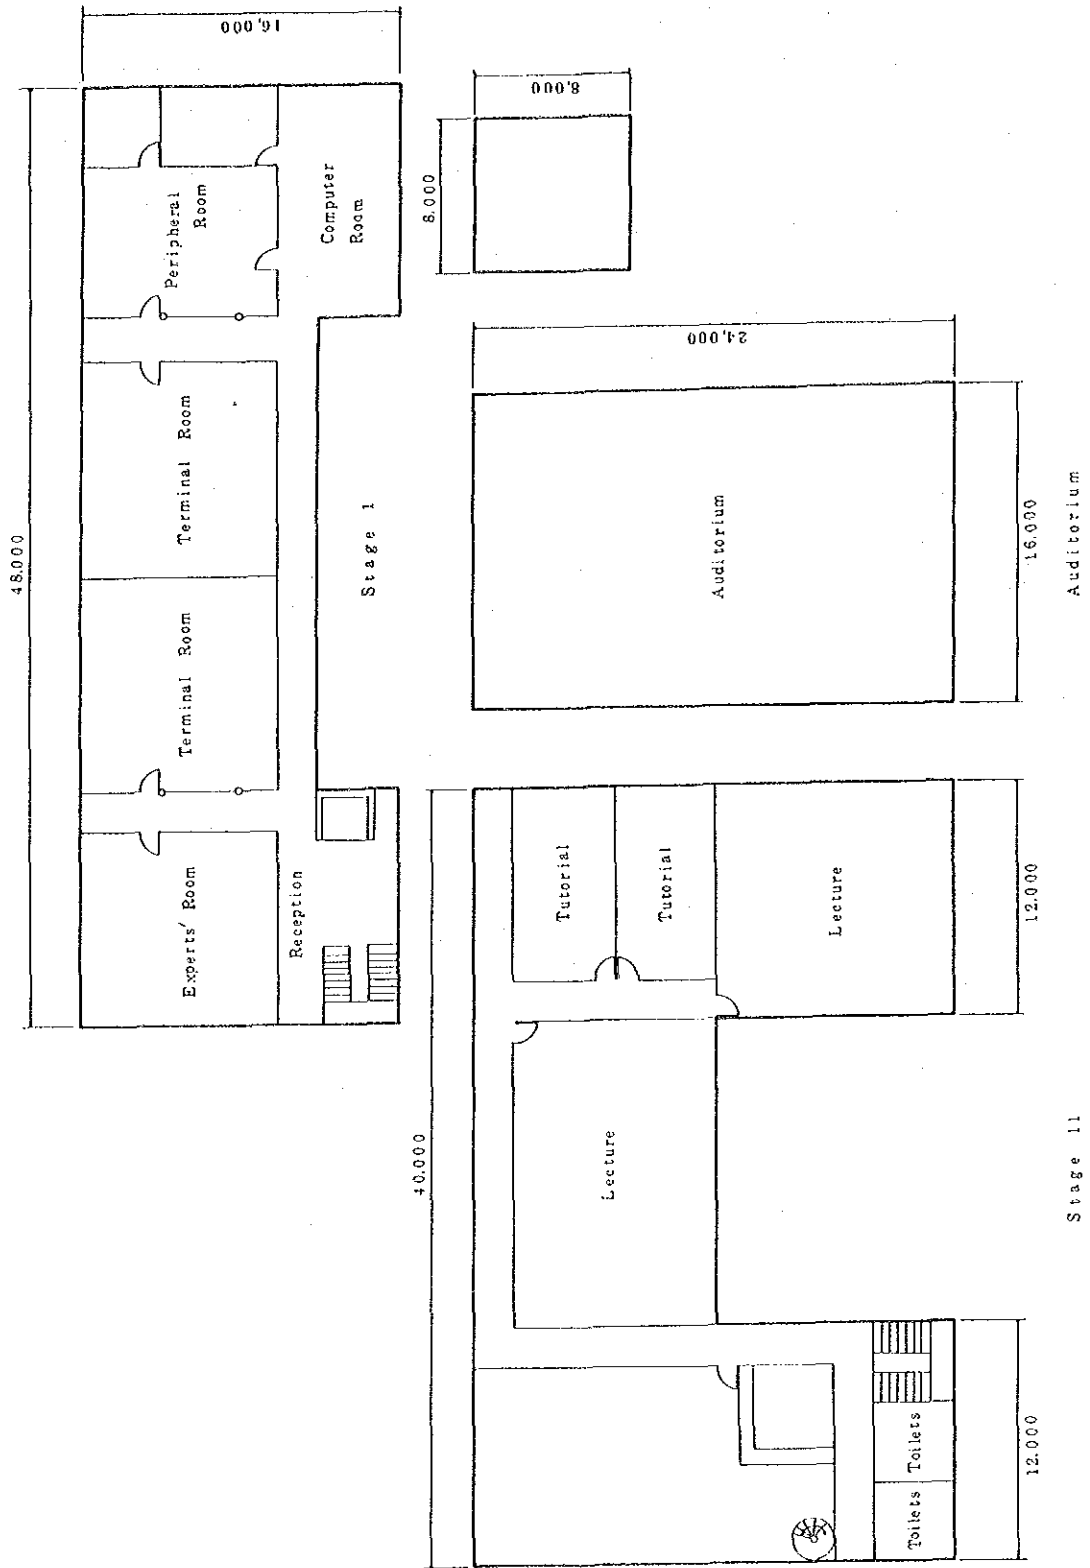 48.000
16,000
Experts' Room
Terminal Room
Terminal Room
Peripheral
Room
Reception
Computer
Room
Stage 1
8.000
8,000
40.000
24,000
Tutorial
Tutorial
Lecture
Lecture
Auditorium
Toilets
Toilets
12.000
12.000
16.000
Stage 11
Auditorium